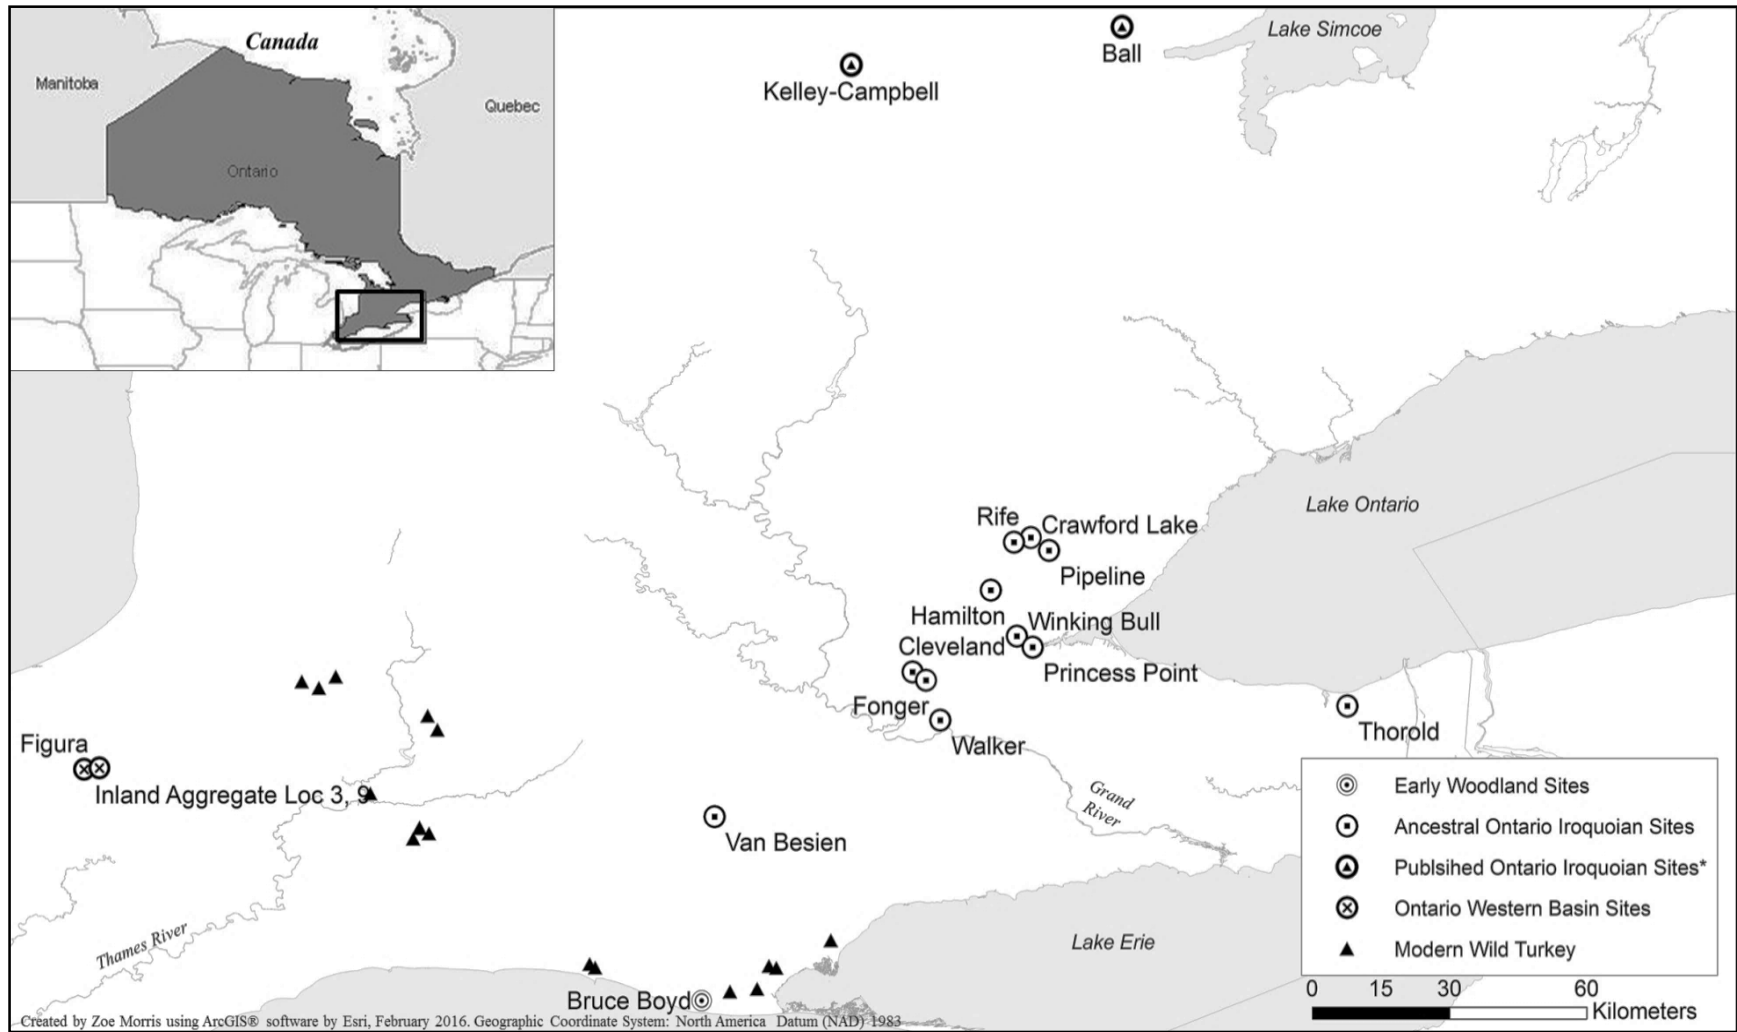 Canada
Manitoba
Quebec
Ontario
Lake Simcoe
Ball
Kelley-Campbell
Lake Ontario
Rife
Crawford Lake
Pipeline
Hamilton
Winking Bull
Cleveland
Princess Point
Fonger
Walker
Thorold
Figura
Inland Aggregate Loc 3, 9
Van Besien
Grand
River
Thames River
Lake Erie
Bruce Boyd
Early Woodland Sites
Ancestral Ontario Iroquoian Sites
Publsihed Ontario Iroquoian Sites*
Ontario Western Basin Sites
Modern Wild Turkey
0 15 30 60
Kilometers
Created by Zoe Morris using ArcGIS® software by Esri, February 2016. Geographic Coordinate System: North America Datum (NAD) 1983